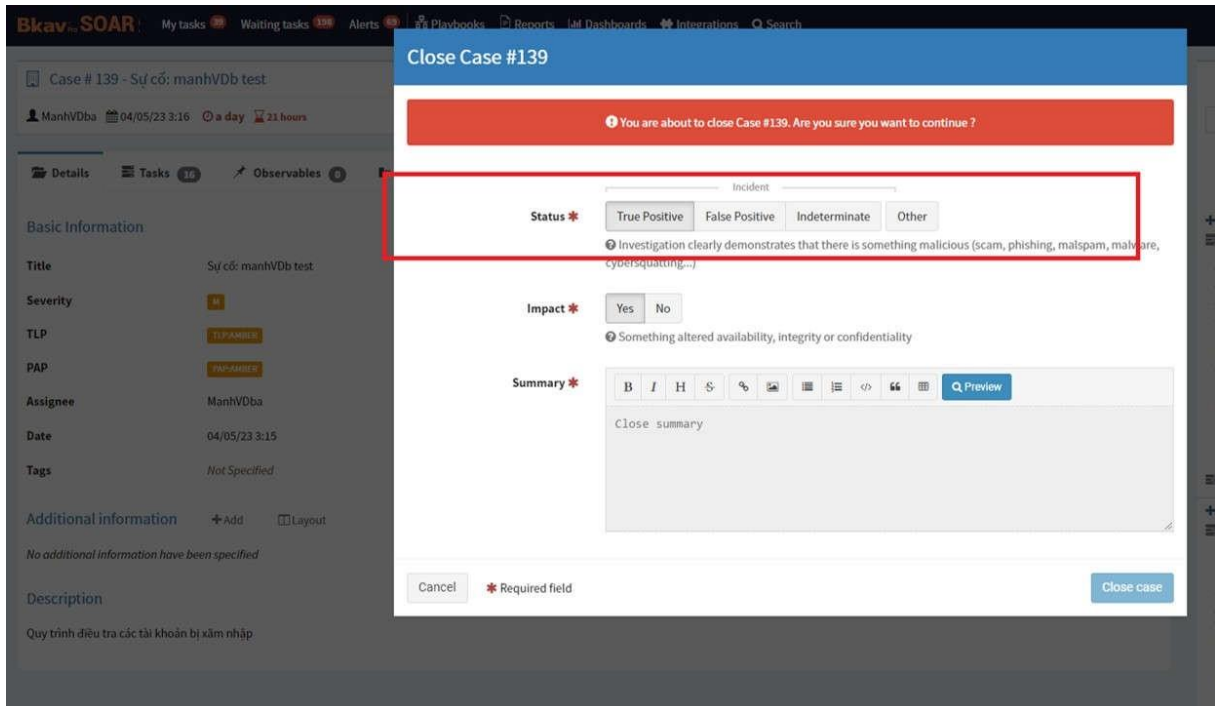 Bkav SOAR My tasks Waiting tasks 198 Alerts 69 Playbooks Reports Dashboards Integrations Search
Close Case #139
Case # 139 - Sự cố: manhVDb test
ManhVDba 04/05/23 3:16 a day 21 hours
You are about to close Case #139. Are you sure you want to continue ?
Details Tasks 16 Observables 0
Incident
Status * True Positive False Positive Indeterminate Other
Investigation clearly demonstrates that there is something malicious (scam, phishing, malspam, malware,
cybersquatting...)
Basic Information
Title Sự cố: manhVDb test
Severity M
Impact * Yes No
TLP TLP:AMBER
Something altered availability, integrity or confidentiality
PAP PAP:AMBER
Summary * B I H S Preview
Assignee ManhVDba
Close summary
Date 04/05/23 3:15
Tags Not Specified
Additional information +Add Layout
No additional information have been specified
Cancel * Required field Close case
Description
Quy trình điều tra các tài khoản bị xâm nhập